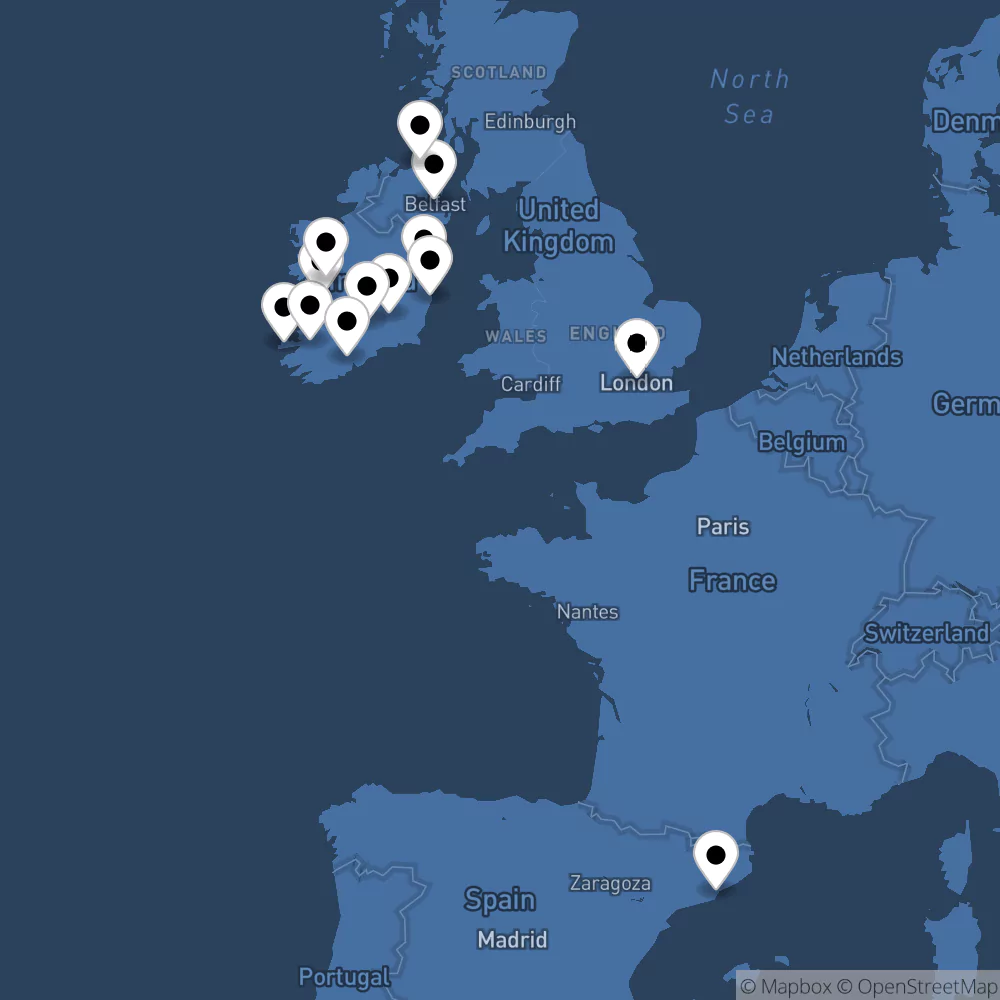 North
Sea
SCOTLAND
Edinburgh
Denm
Belfast
United
Kingdom
WALES
Netherlands
Cardiff
London
Germ
Belgium
Paris
France
Nantes
Switzerland
Zaragoza
Spain
Madrid
Portugal
© Mapbox © OpenStreetMap